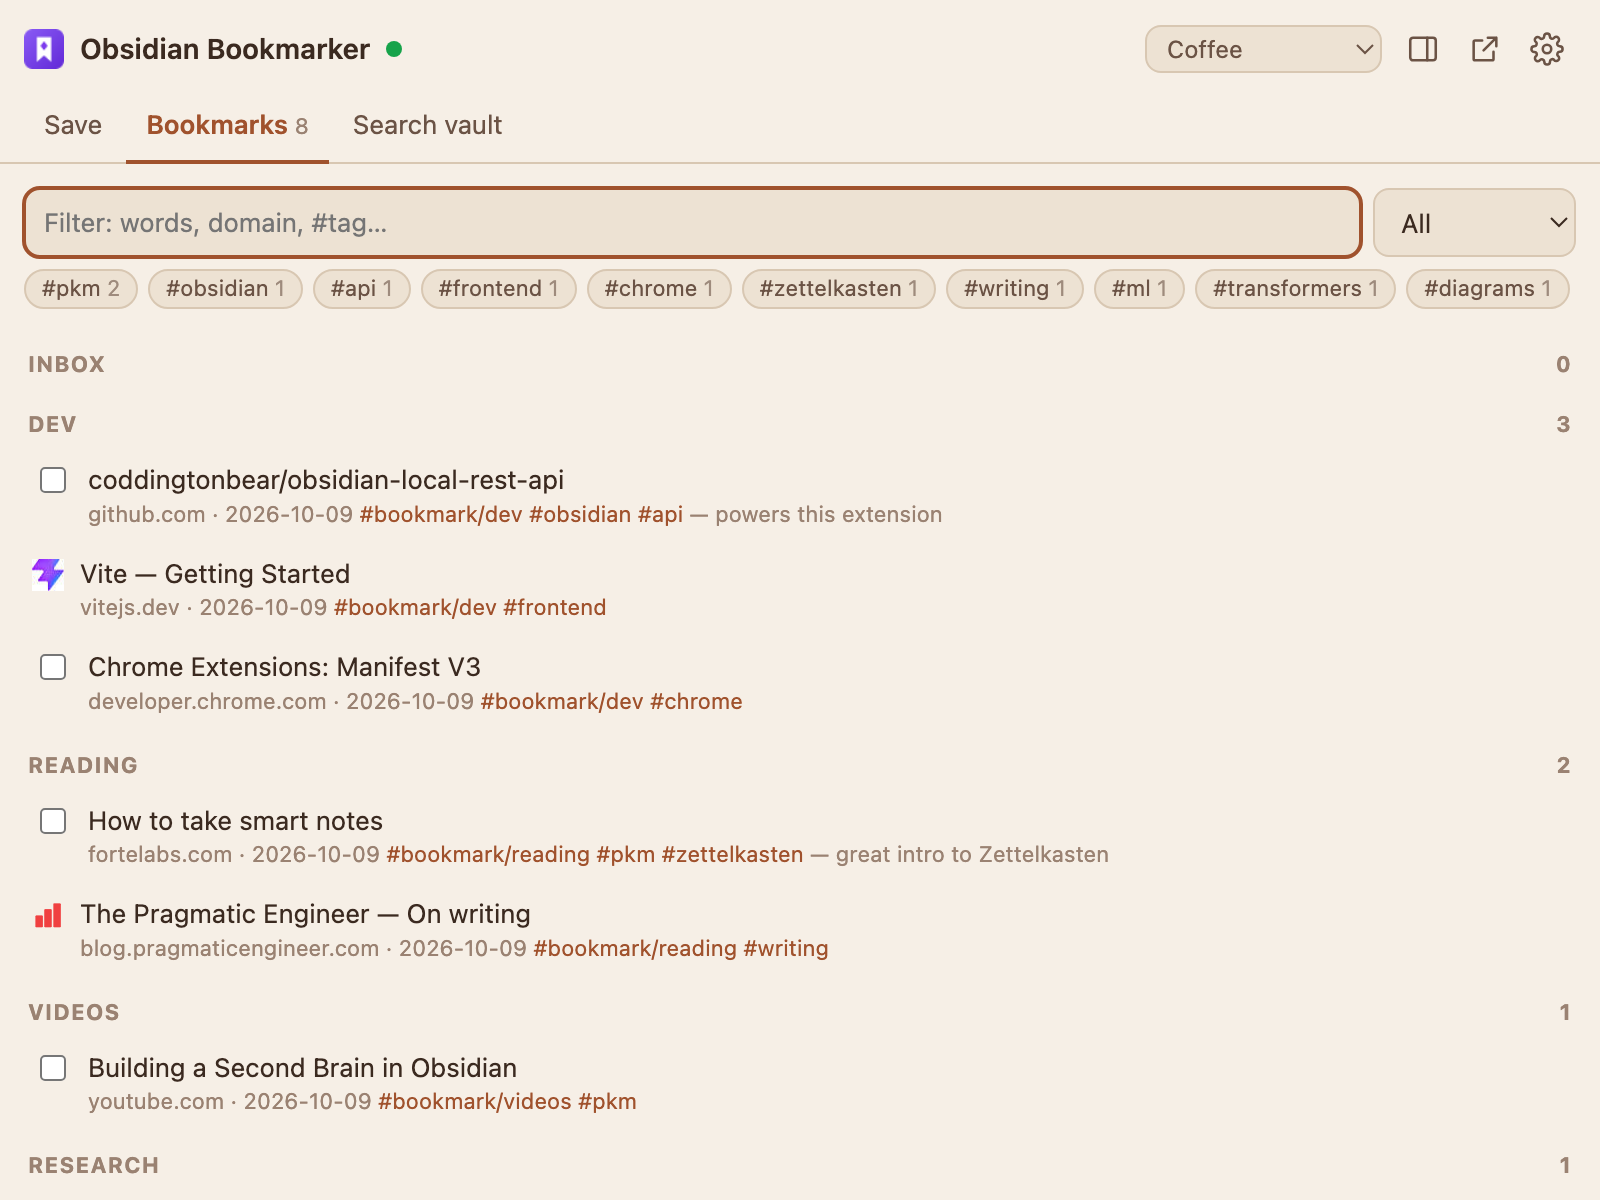 Obsidian Bookmarker
Coffee
Save
Bookmarks 8
Search vault
Filter: words, domain, #tag...
All
#pkm 2
#obsidian 1
#api 1
#frontend 1
#chrome 1
#zettelkasten 1
#writing 1
#ml 1
#transformers 1
#diagrams 1
INBOX 0
DEV 3
coddingtonbear/obsidian-local-rest-api
github.com · 2026-10-09 #bookmark/dev #obsidian #api — powers this extension
Vite — Getting Started
vitejs.dev · 2026-10-09 #bookmark/dev #frontend
Chrome Extensions: Manifest V3
developer.chrome.com · 2026-10-09 #bookmark/dev #chrome
READING 2
How to take smart notes
fortelabs.com · 2026-10-09 #bookmark/reading #pkm #zettelkasten — great intro to Zettelkasten
The Pragmatic Engineer — On writing
blog.pragmaticengineer.com · 2026-10-09 #bookmark/reading #writing
VIDEOS 1
Building a Second Brain in Obsidian
youtube.com · 2026-10-09 #bookmark/videos #pkm
RESEARCH 1